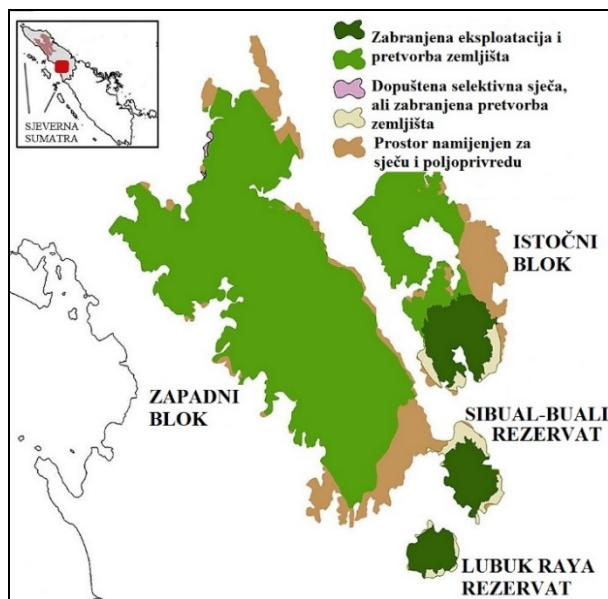 SJEVERNA
SUMATRA
Zabranjena eksploatacija i
pretvorba zemljišta
Dopuštena selektivna sječa,
ali zabranjena pretvorba
zemljišta
Prostor namijenjen za
sječu i poljoprivredu
ISTOČNI
BLOK
ZAPADNI
BLOK
SIBUAL-BUALI
REZERVAT
LUBUK RAYA
REZERVAT